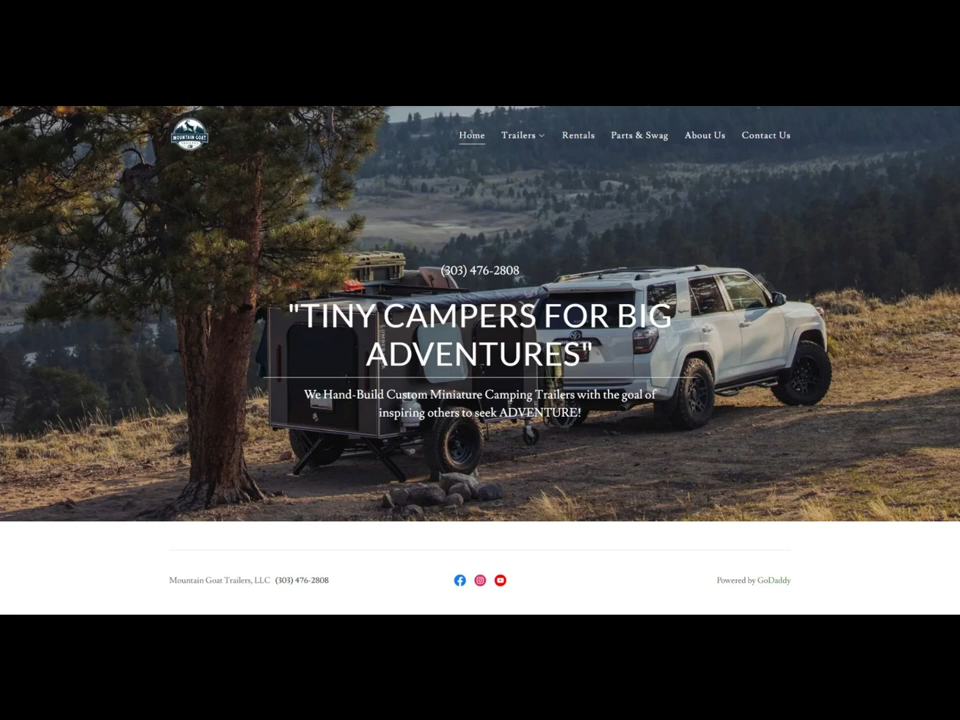 MOUNTAIN GOAT
Home Trailers Rentals Parts & Swag About Us Contact Us
(303) 476-2808
"TINY CAMPERS FOR BIG
ADVENTURES"
We Hand-Build Custom Miniature Camping Trailers with the goal of
inspiring others to seek ADVENTURE!
Mountain Goat Trailers, LLC (303) 476-2808
Powered by GoDaddy